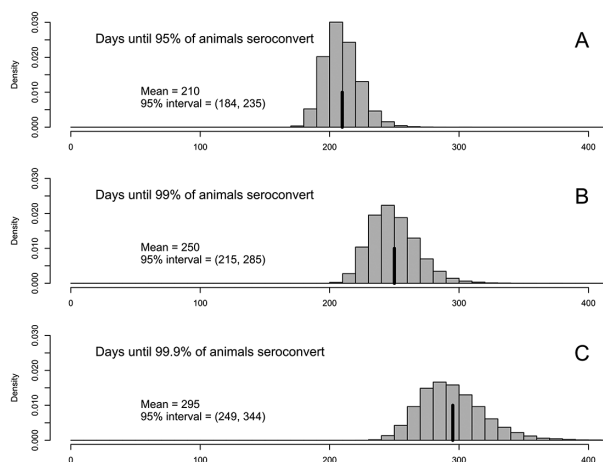 Days until 95% of animals seroconvert
A
Mean = 210
95% interval = (184, 235)
Density
0.000 0.010 0.020 0.030
0 100 200 300 400
Days until 99% of animals seroconvert
B
Mean = 250
95% interval = (215, 285)
Density
0.000 0.010 0.020 0.030
0 100 200 300 400
Days until 99.9% of animals seroconvert
C
Mean = 295
95% interval = (249, 344)
Density
0.000 0.010 0.020 0.030
0 100 200 300 400